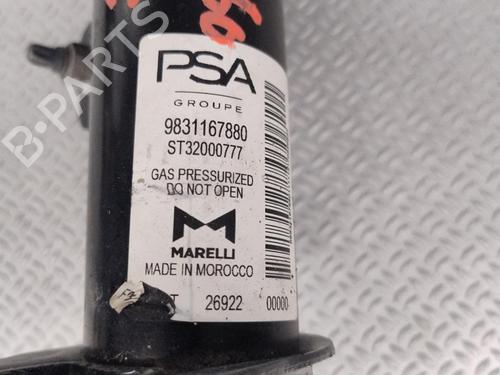 PSA
GROUPE
9831167880
ST32000777
GAS PRESSURIZED
DO NOT OPEN
MARELLI
MADE IN MOROCCO
26922 00000
B-PARTS